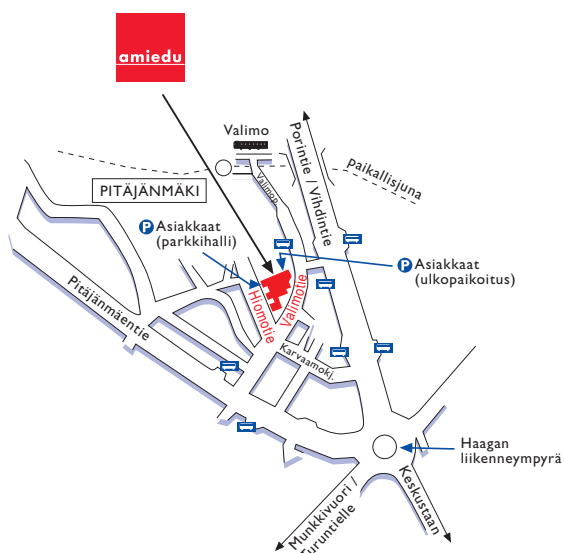 amiedu
Valimo
Porintie / Vihdintie
paikallisjuna
Valimop.
PITÄJÄNMÄKI
P Asiakkaat
(parkkihalli)
P Asiakkaat
(ulkopaikoitus)
Pitäjänmäentie
Hiomotie
Valimotie
Karvaamokj.
Haagan
liikenneympyrä
Munkkivuori /
Turuntielle
Keskustaan